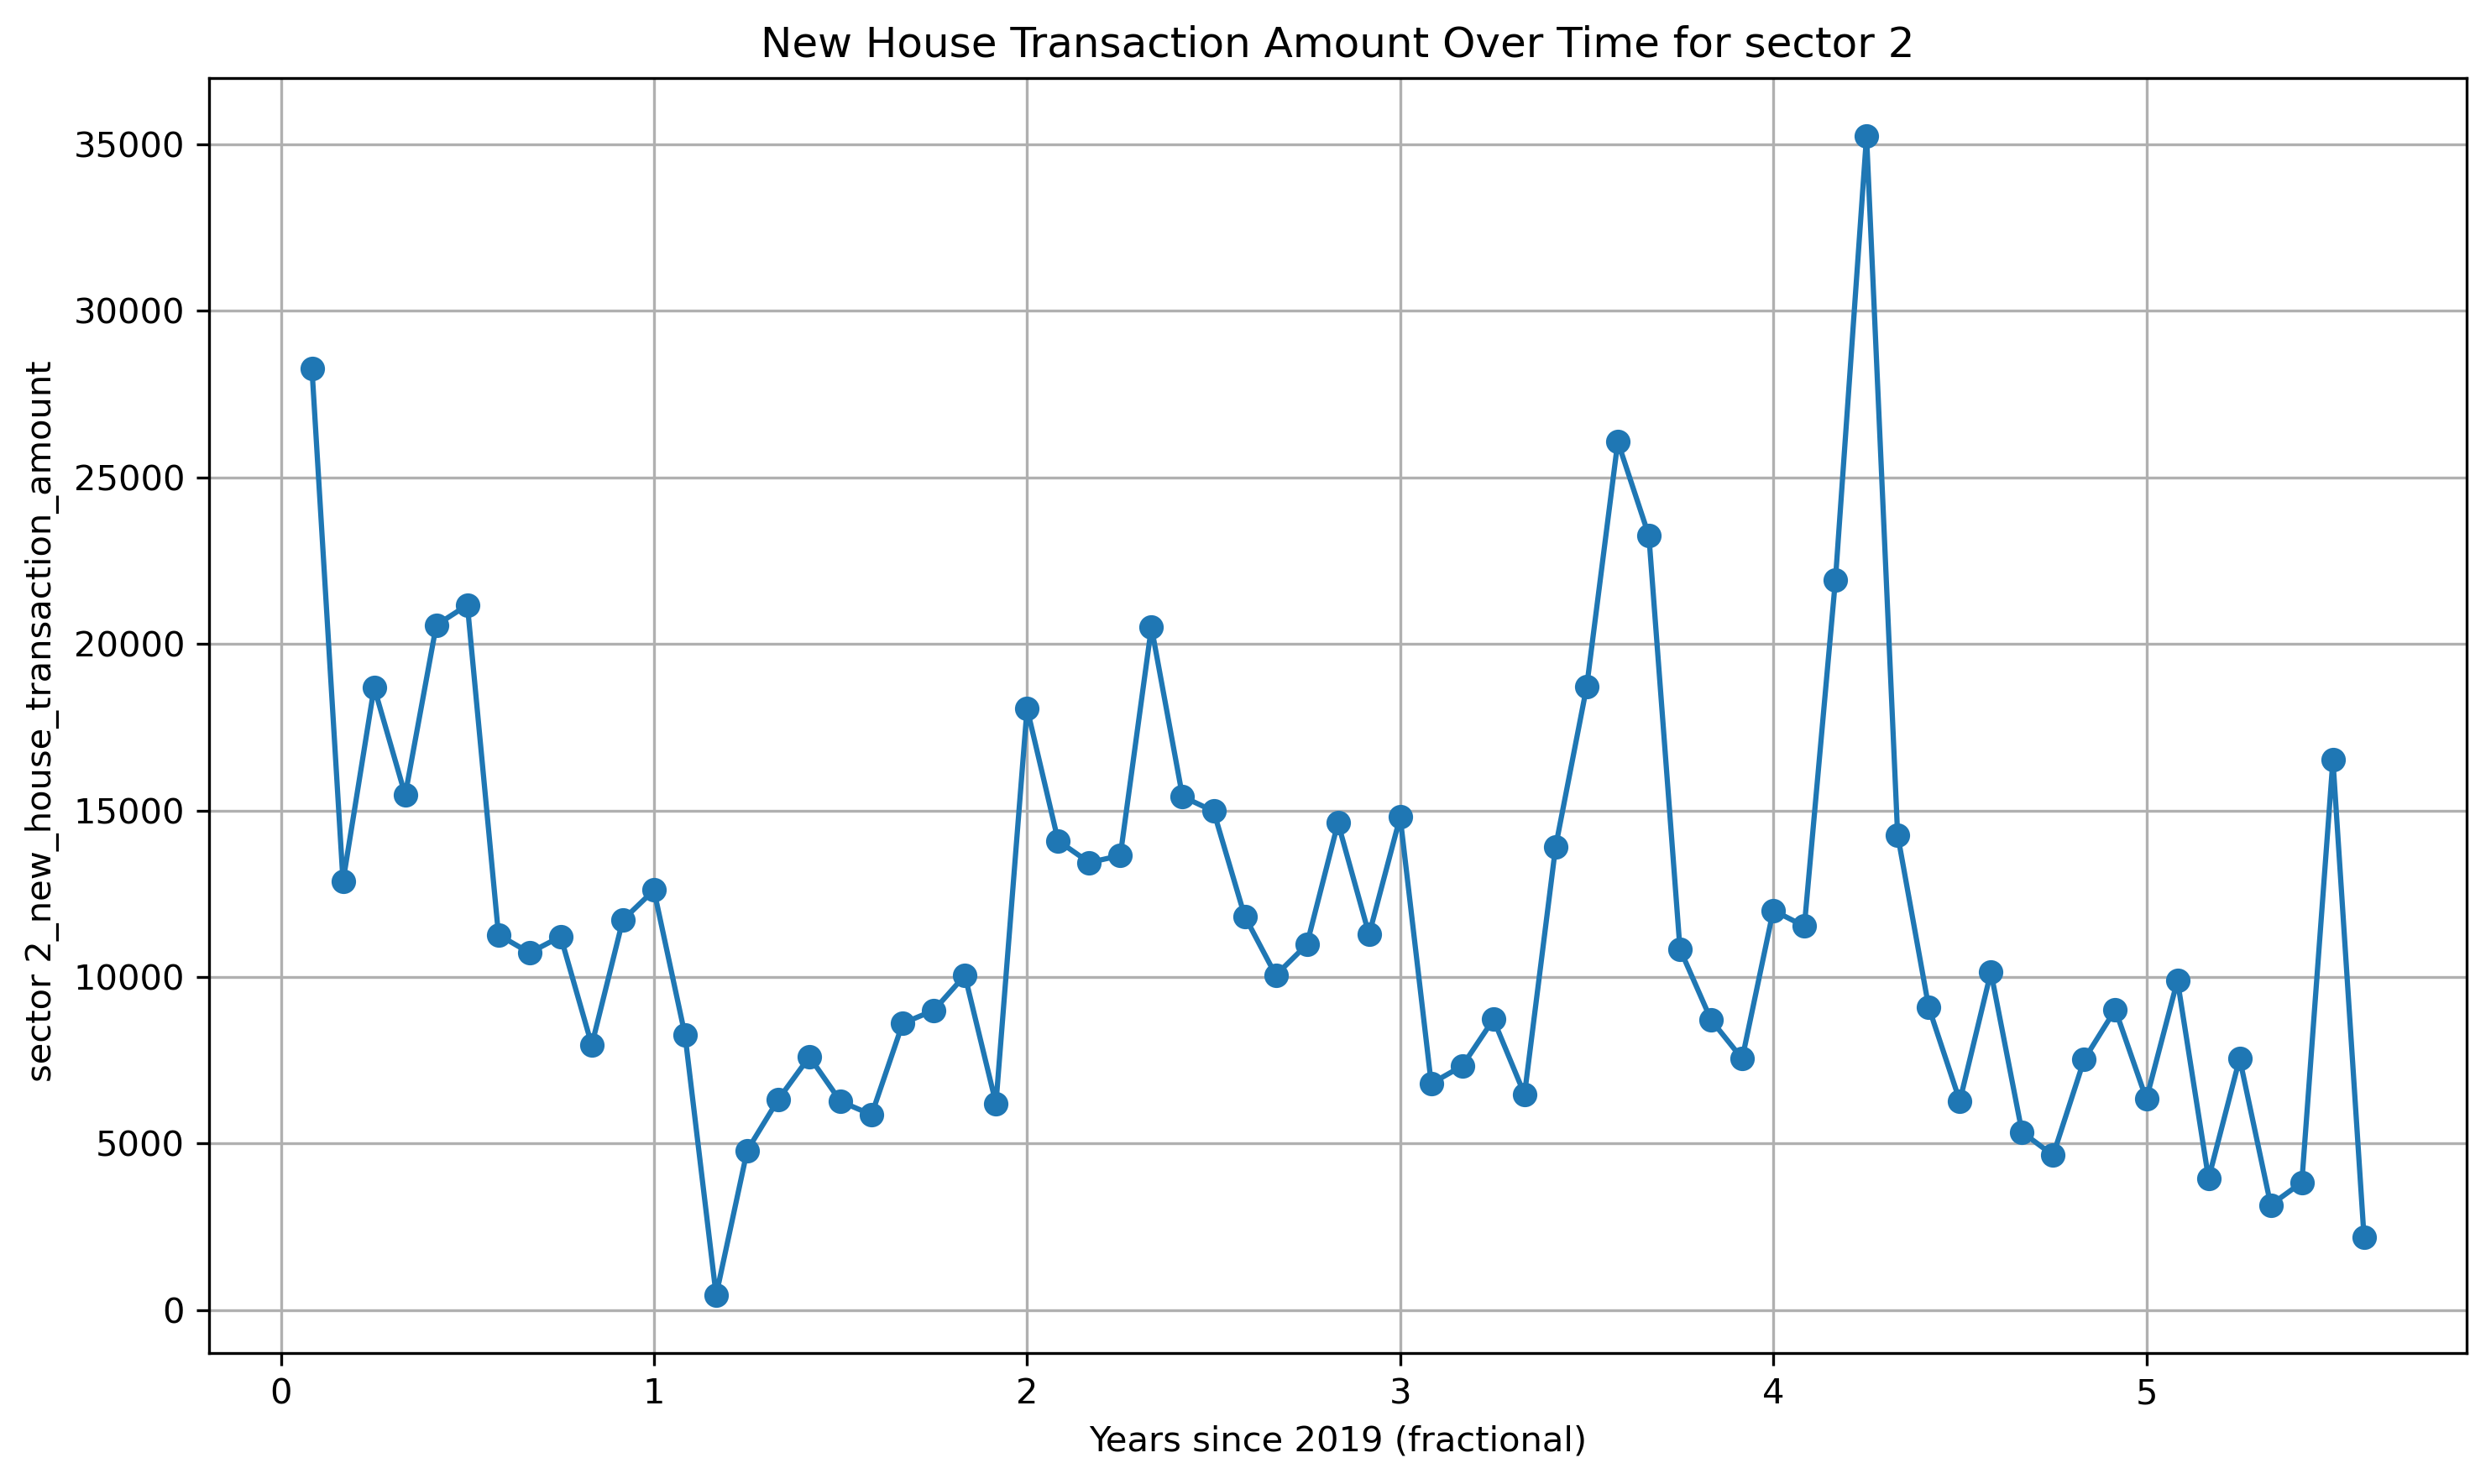 New House Transaction Amount Over Time for sector 2
sector 2_new_house_transaction_amount
35000
30000
25000
20000
15000
10000
5000
0
0 1 2 3 4 5
Years since 2019 (fractional)